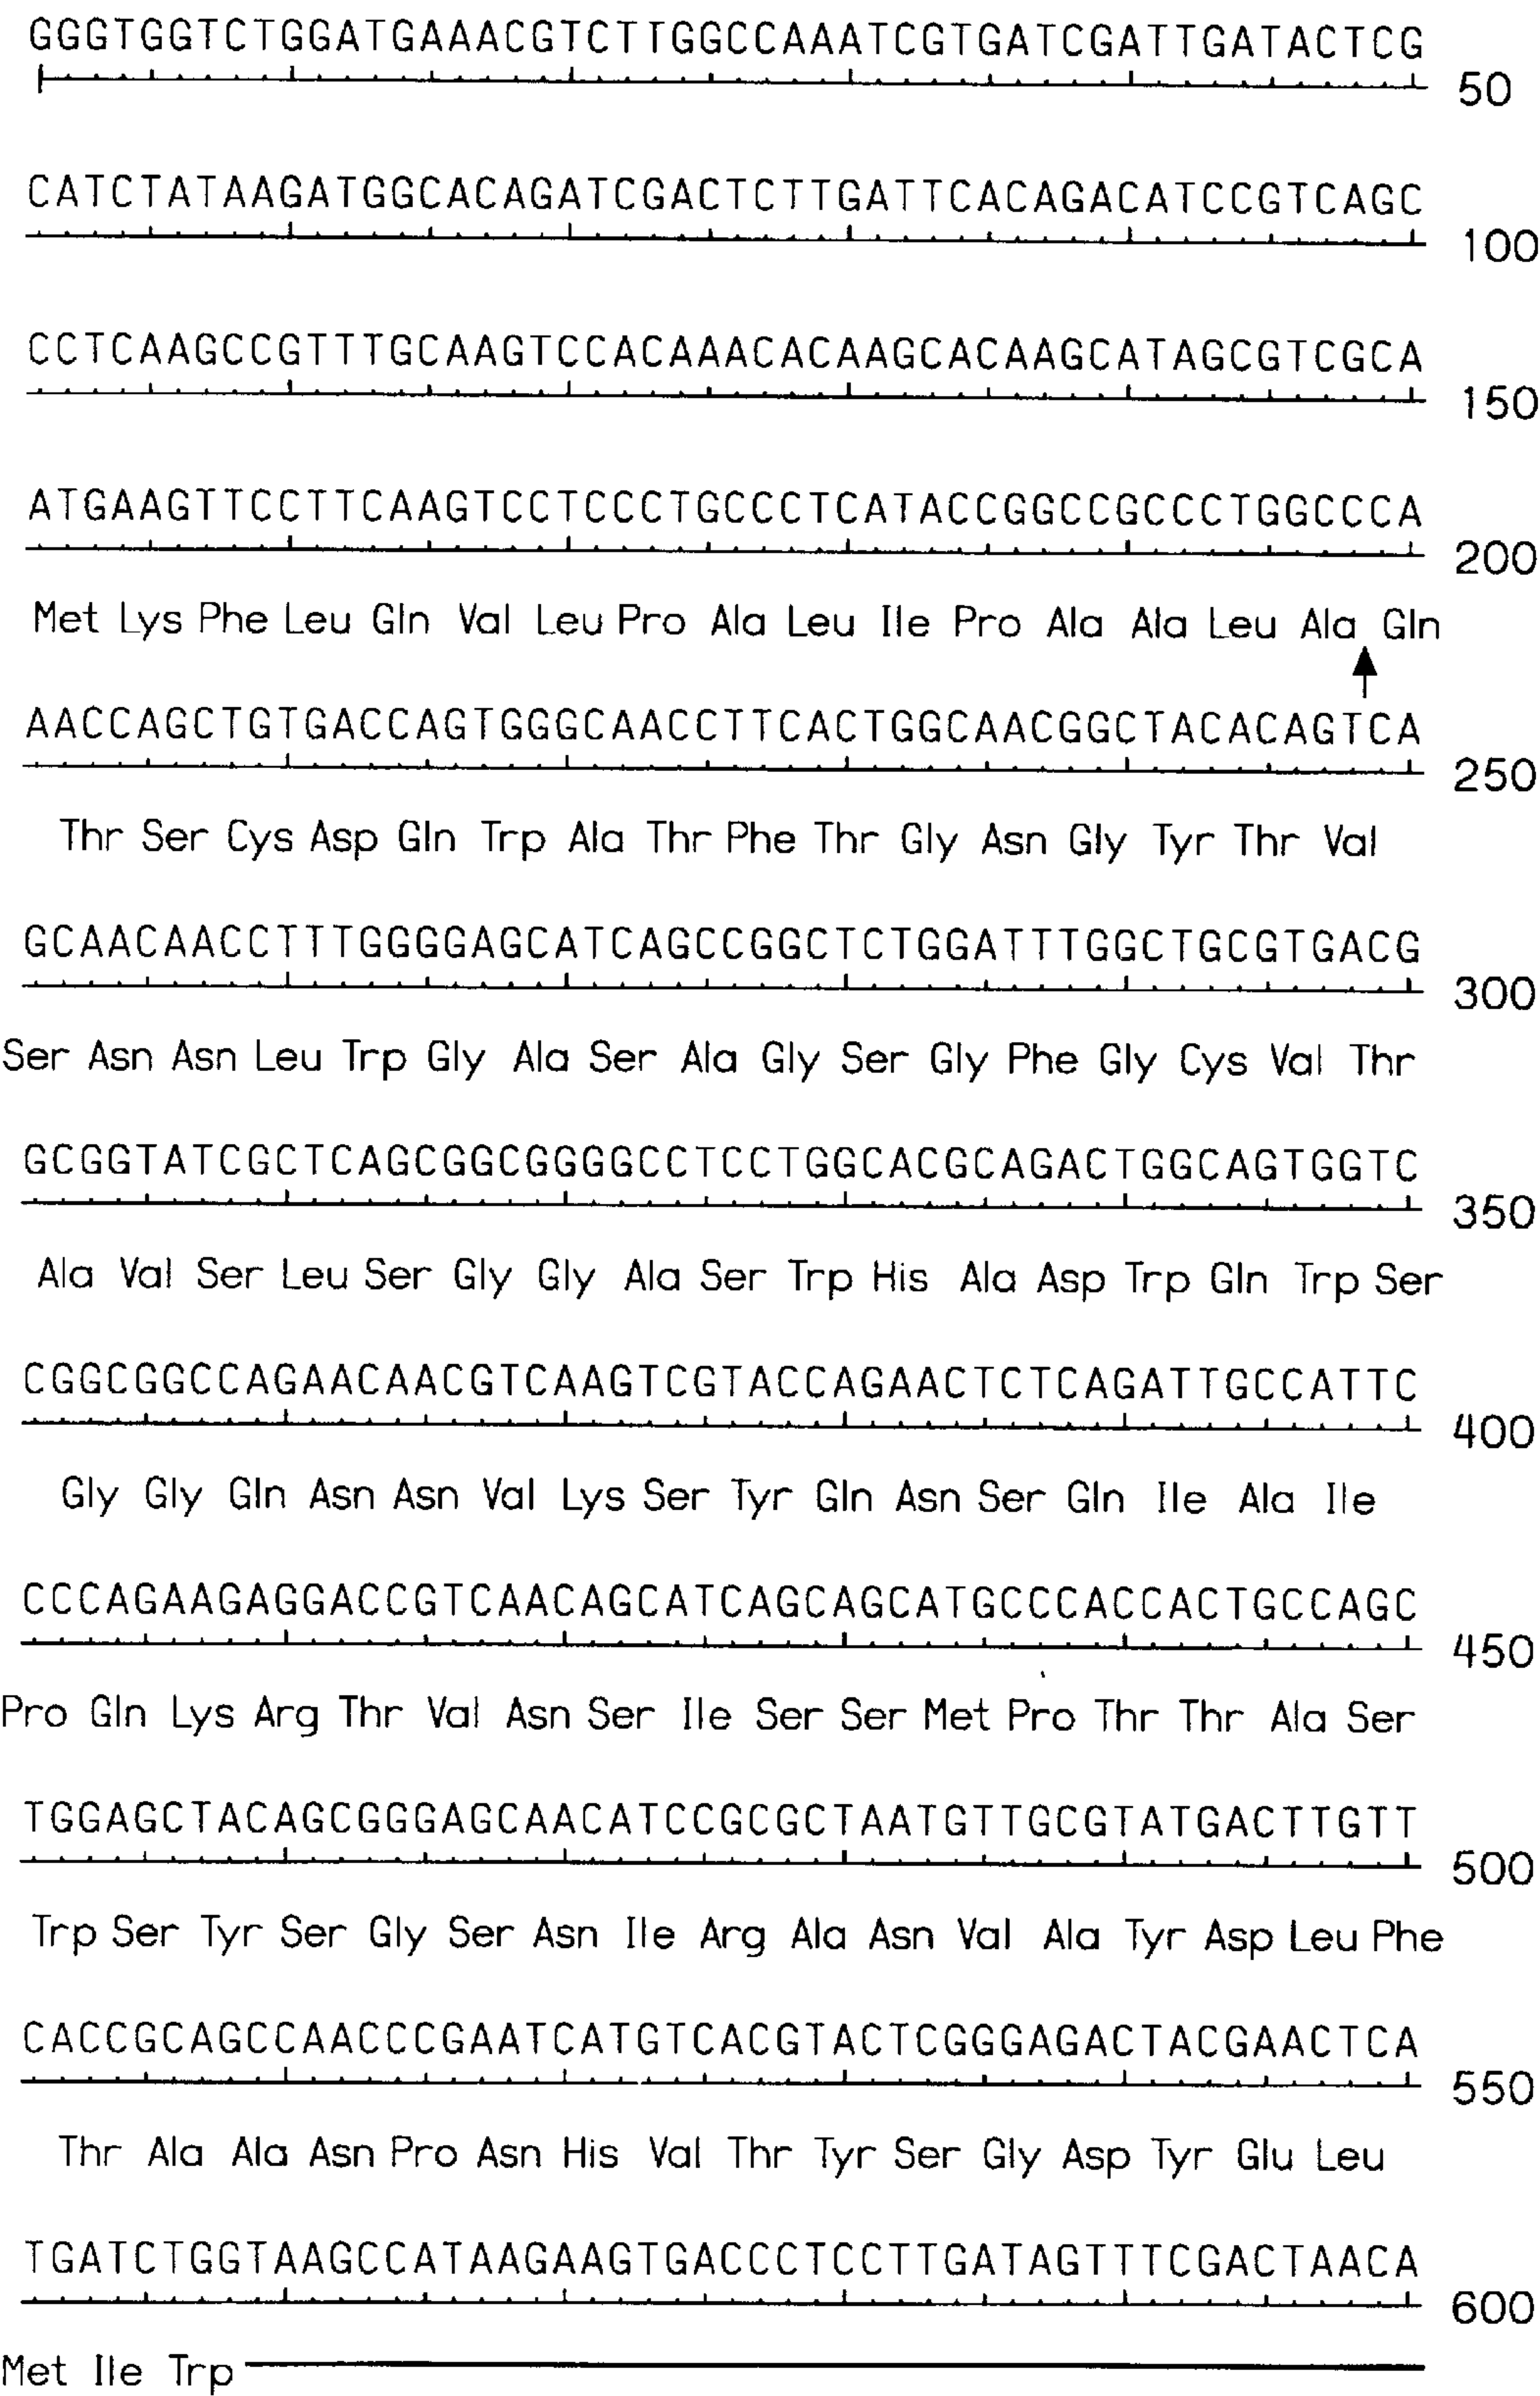 GGGTGGTCTGGATGAAACGTCTTGGCCAAATCGTGATCGATTGATACTCG
50
CATCTATAAGATGGCACAGATCGACTCTTGATTCACAGACATCCGTCAGC
100
CCTCAAGCCGTTTGCAAGTCCACAAACACAAGCACAAGCATAGCGTCGCA
150
ATGAAGTTCCTTCAAGTCCTCCCTGCCCTCATACCGGCCGCCCTGGCCCA
200
Met Lys Phe Leu Gln Val Leu Pro Ala Leu Ile Pro Ala Ala Leu Ala Gln
AACCAGCTGTGACCAGTGGGCAACCTTCACTGGCAACGGCTACACAGTCA
250
Thr Ser Cys Asp Gln Trp Ala Thr Phe Thr Gly Asn Gly Tyr Thr Val
GCAACAACCTTTGGGGAGCATCAGCCGGCTCTGGATTTGGCTGCGTGACG
300
Ser Asn Asn Leu Trp Gly Ala Ser Ala Gly Ser Gly Phe Gly Cys Val Thr
GCGGTATCGCTCAGCGGCGGGGCCTCCTGGCACGCAGACTGGCAGTGGTC
350
Ala Val Ser Leu Ser Gly Gly Ala Ser Trp His Ala Asp Trp Gln Trp Ser
CGGCGGCCAGAACAACGTCAAGTCGTACCAGAACTCTCAGATTGCCATTC
400
Gly Gly Gln Asn Asn Val Lys Ser Tyr Gln Asn Ser Gln Ile Ala Ile
CCCAGAAGAGGACCGTCAACAGCATCAGCAGCATGCCCACCACTGCCAGC
450
Pro Gln Lys Arg Thr Val Asn Ser Ile Ser Ser Met Pro Thr Thr Ala Ser
TGGAGCTACAGCGGGAGCAACATCCGCGCTAATGTTGCGTATGACTTGTT
500
Trp Ser Tyr Ser Gly Ser Asn Ile Arg Ala Asn Val Ala Tyr Asp Leu Phe
CACCGCAGCCAACCCGAATCATGTCACGTACTCGGGAGACTACGAACTCA
550
Thr Ala Ala Asn Pro Asn His Val Thr Tyr Ser Gly Asp Tyr Glu Leu
TGATCTGGTAAGCCATAAGAAGTGACCCTCCTTGATAGTTTCGACTAACA
600
Met Ile Trp